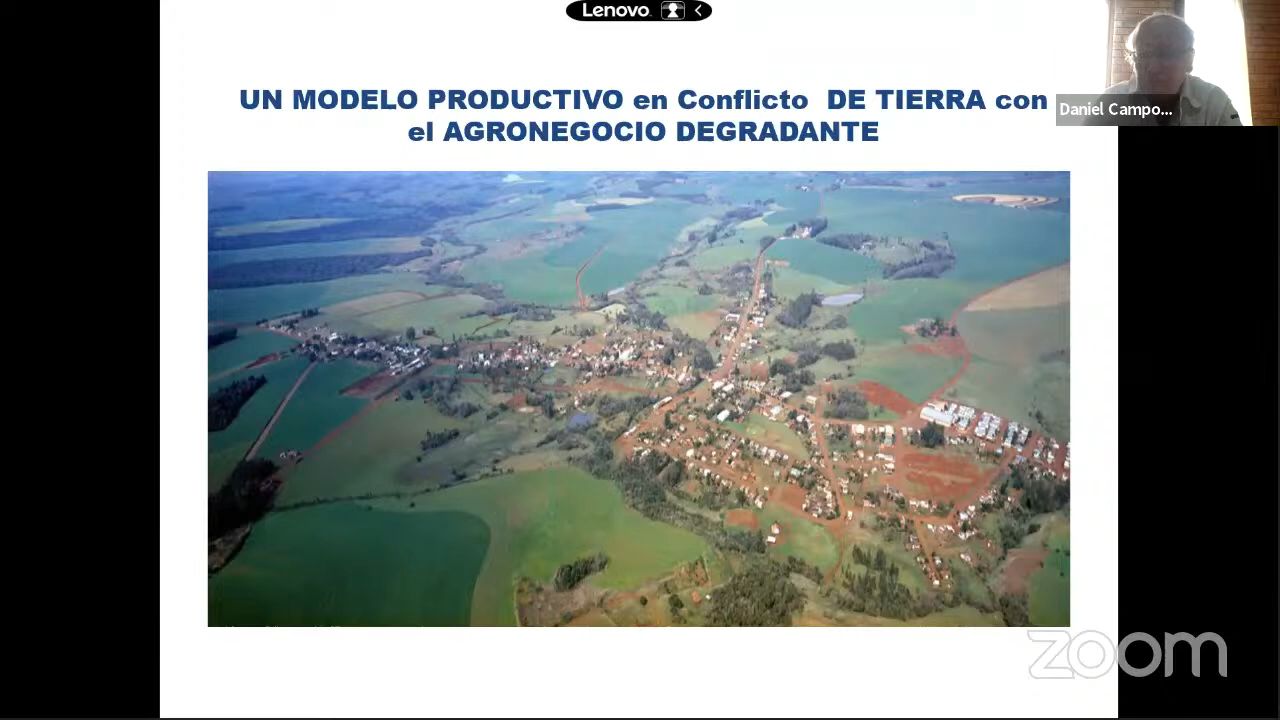 Lenovo
UN MODELO PRODUCTIVO en Conflicto DE TIERRA con
el AGRONEGOCIO DEGRADANTE
Daniel Campo...
zoom